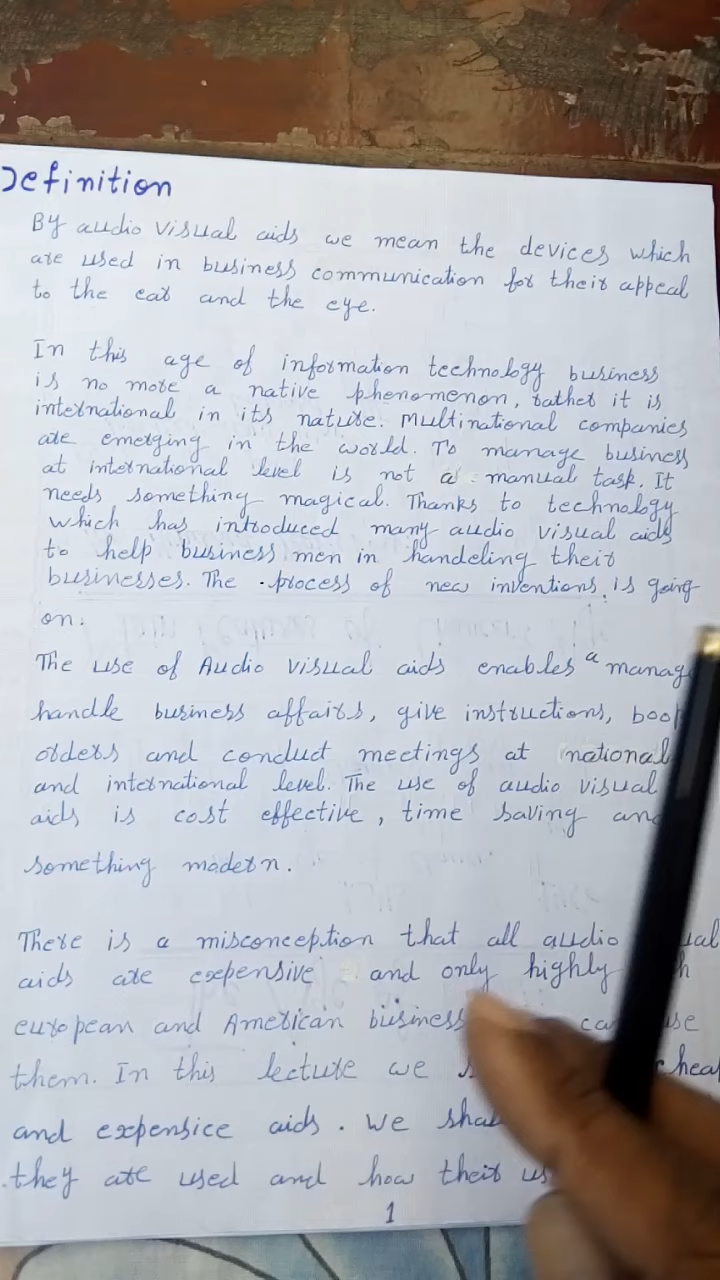 Definition
By audio visual aids we mean the devices which
are used in business communication for their appeal
to the ear and the eye.
In this age of information technology business
is no more a native phenomenon, rather it is
international in its nature. Multinational companies
are emerging in the world. To manage business
at international level is not a manual task. It
needs something magical. Thanks to technology
which has introduced many audio visual aids
to help business men in handeling their
businesses. The process of new inventions is going
on.
The use of Audio visual aids enables a manag
handle business affairs, give instructions, boo
orders and conduct meetings at national
and international level. The use of audio visual
aids is cost effective, time saving an
something modern.
There is a misconception that all audio ual
aids are expensive and only highly
european and American business ca use
them. In this lecture we
and expensice aids. We sha
they are used and how their
1